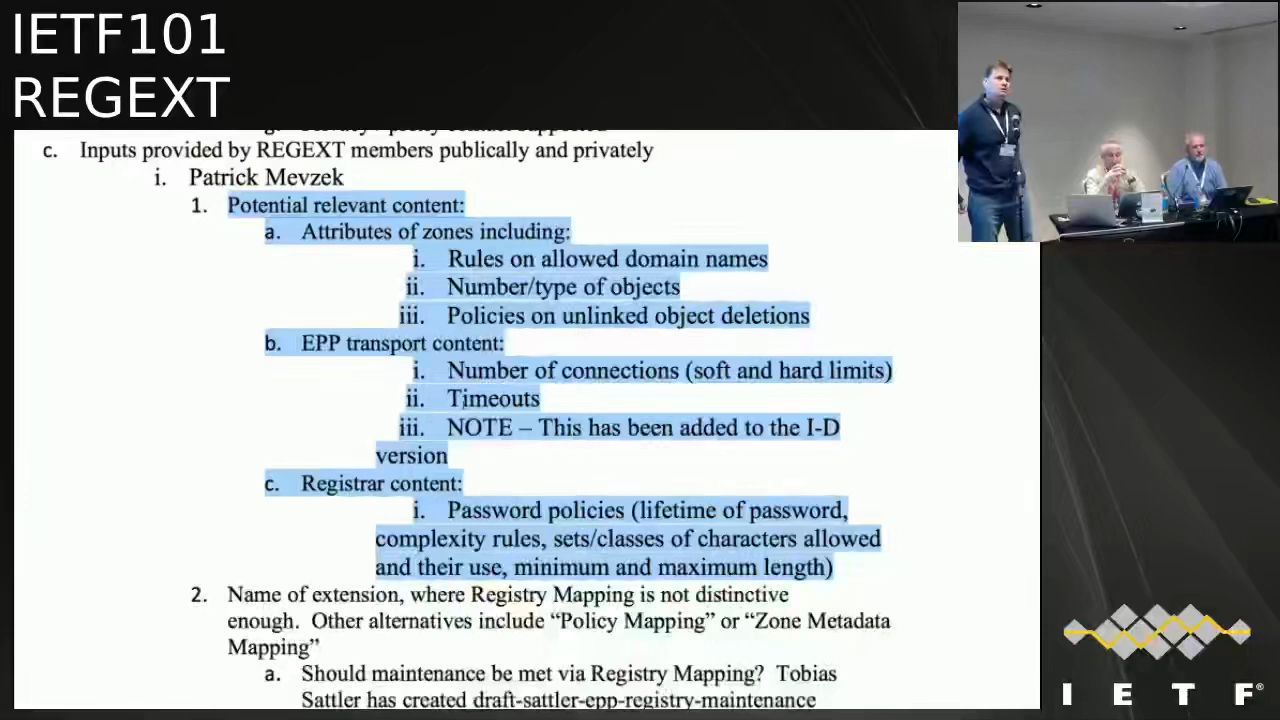 IETF101
REGEXT
c. Inputs provided by REGEXT members publically and privately
i. Patrick Mevzek
1. Potential relevant content:
a. Attributes of zones including:
i. Rules on allowed domain names
ii. Number/type of objects
iii. Policies on unlinked object deletions
b. EPP transport content:
i. Number of connections (soft and hard limits)
ii. Timeouts
iii. NOTE – This has been added to the I-D
version
c. Registrar content:
i. Password policies (lifetime of password,
complexity rules, sets/classes of characters allowed
and their use, minimum and maximum length)
2. Name of extension, where Registry Mapping is not distinctive
enough. Other alternatives include “Policy Mapping” or “Zone Metadata
Mapping”
a. Should maintenance be met via Registry Mapping? Tobias
Sattler has created draft-sattler-epp-registry-maintenance
I E T F®